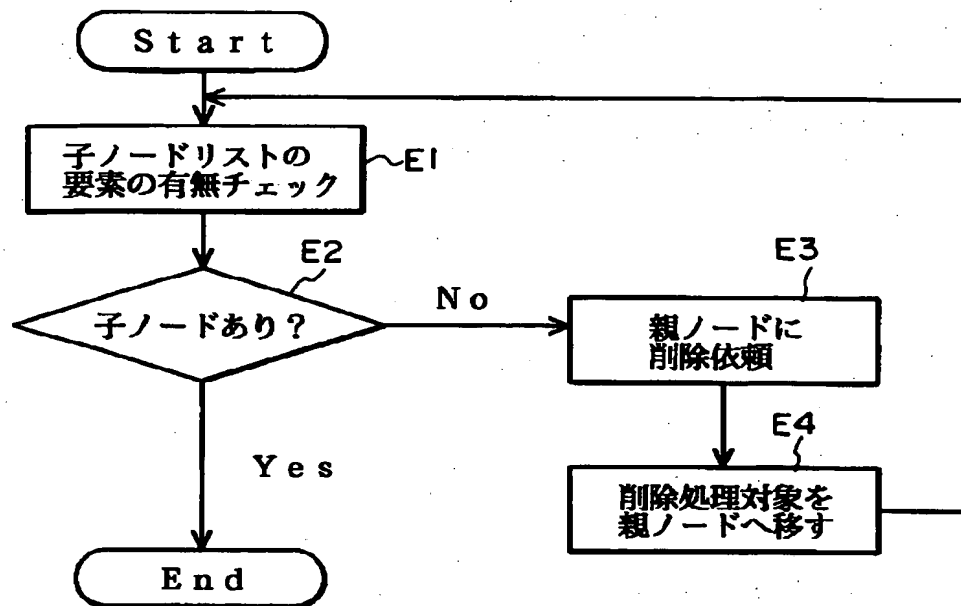 Start
子ノードリストの
要素の有無チェック
E1
E2
子ノードあり?
No
Yes
E3
親ノードに
削除依頼
E4
削除処理対象を
親ノードへ移す
End